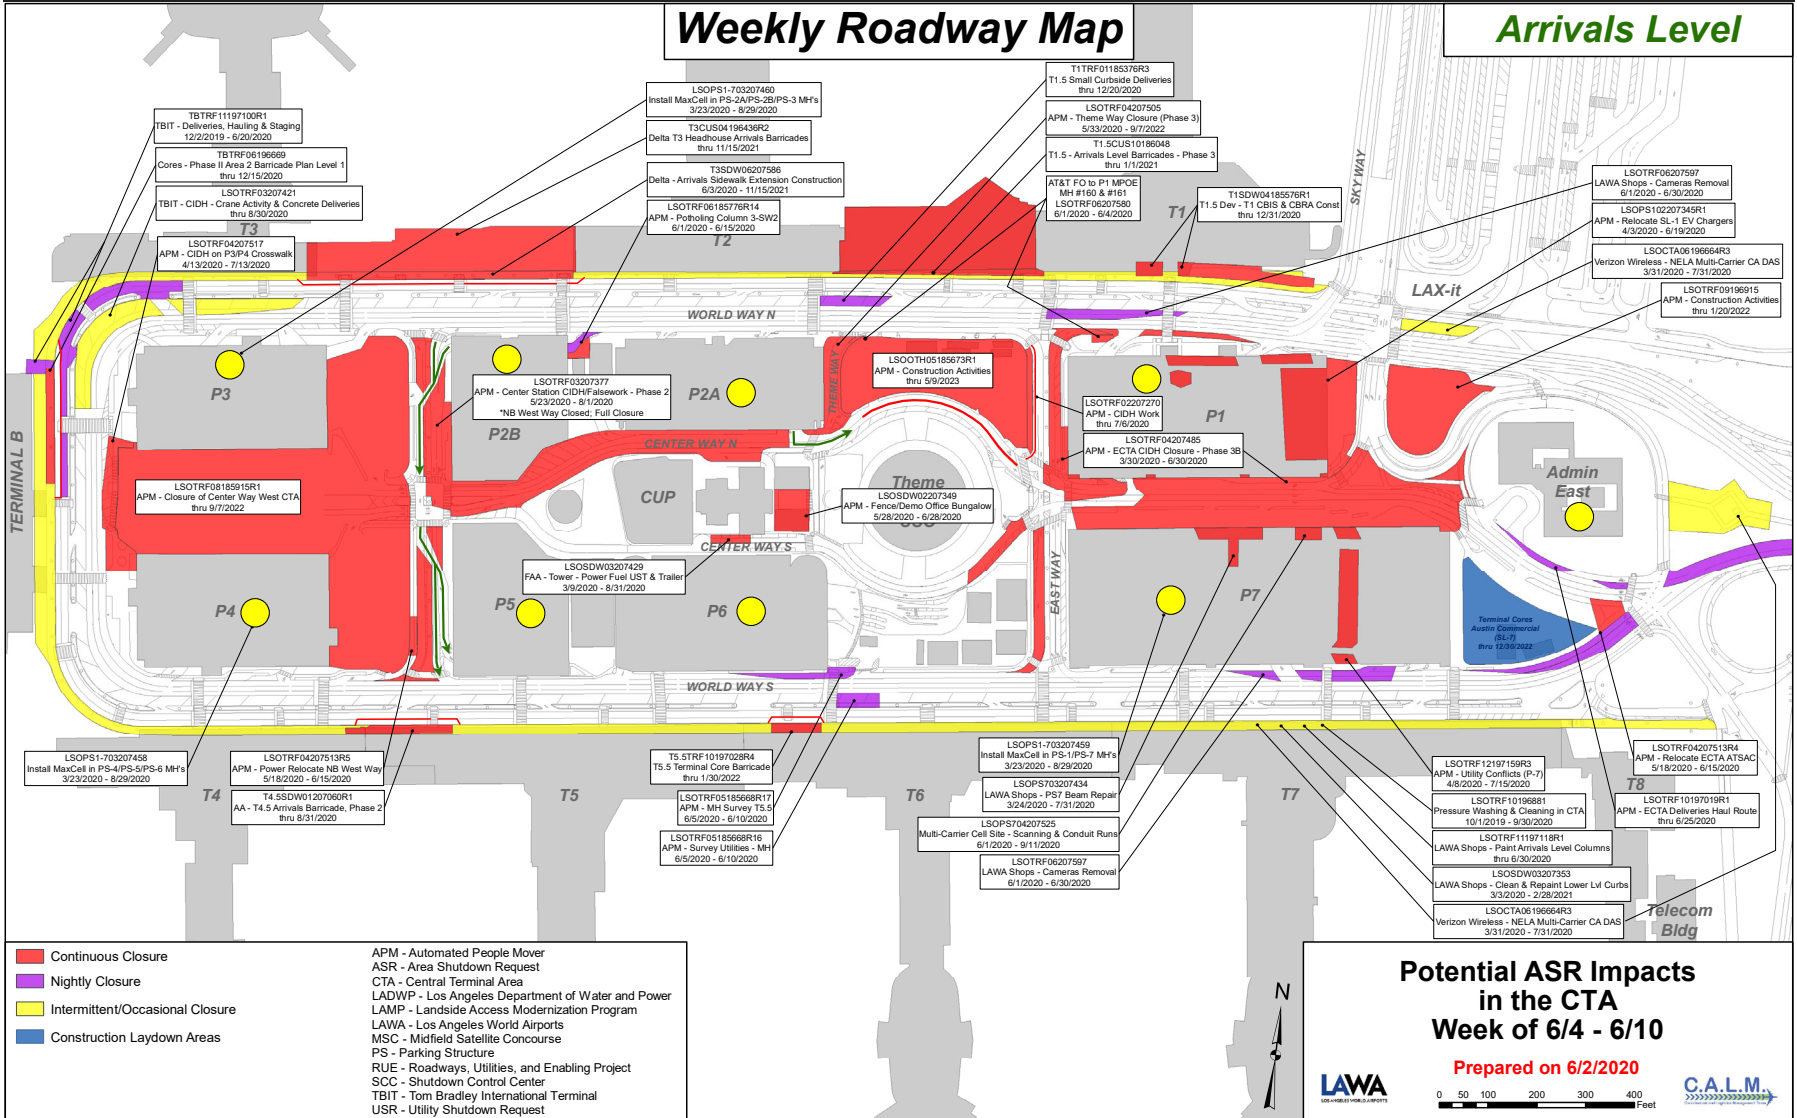 Weekly Roadway Map
Arrivals Level
TBTRF11197100R1
TBIT - Deliveries, Hauling & Staging
12/2/2019 - 6/20/2020
TBTRF06196669
Cores - Phase II Area 2 Barricade Plan Level 1
thru 12/15/2020
LSOTRF03207421
TBIT - CIDH - Crane Activity & Concrete Deliveries
thru 8/30/2020
T3
LSOTRF04207517
APM - CIDH on P3/P4 Crosswalk
4/13/2020 - 7/13/2020
LSOPS1-703207460
Install MaxCell in PS-2A/PS-2B/PS-3 MH's
3/23/2020 - 8/29/2020
T3CUS04196436R2
Delta T3 Headhouse Arrivals Barricades
thru 11/15/2021
T3SDW06207586
Delta - Arrivals Sidewalk Extension Construction
6/3/2020 - 11/15/2021
LSOTRF06185776R14
APM - Potholing Column 3-SW2
6/1/2020 - 6/15/2020
T2
T1TRF01185376R3
T1.5 Small Curbside Deliveries
thru 12/20/2020
LSOTRF04207505
APM - Theme Way Closure (Phase 3)
5/33/2020 - 9/7/2022
T1.5CUS10186048
T1.5 - Arrivals Level Barricades - Phase 3
thru 1/1/2021
AT&T FO to P1 MPOE
MH #160 & #161
LSOTRF06207580
6/1/2020 - 6/4/2020
T1
T1SDW04185576R1
T1.5 Dev - T1 CBIS & CBRA Const
thru 12/31/2020
SKY WAY
LSOTRF06207597
LAWA Shops - Cameras Removal
6/1/2020 - 6/30/2020
LSOPS102207345R1
APM - Relocate SL-1 EV Chargers
4/3/2020 - 6/19/2020
LSOCTA06196664R3
Verizon Wireless - NELA Multi-Carrier CA DAS
3/31/2020 - 7/31/2020
LSOTRF09196915
APM - Construction Activities
thru 1/20/2022
LAX-it
WORLD WAY N
P3
LSOTRF03207377
APM - Center Station CIDH/Falsework - Phase 2
5/23/2020 - 8/1/2020
*NB West Way Closed; Full Closure
P2B
P2A
THEME WAY
LSOOTH05185673R1
APM - Construction Activities
thru 5/9/2023
LSOTRF02207270
APM - CIDH Work
thru 7/6/2020
P1
LSOTRF04207485
APM - ECTA CIDH Closure - Phase 3B
3/30/2020 - 6/30/2020
CENTER WAY N
TERMINAL B
LSOTRF08185915R1
APM - Closure of Center Way West CTA
thru 9/7/2022
CUP
Theme
LSOSDW02207349
APM - Fence/Demo Office Bungalow
5/28/2020 - 6/28/2020
Admin
East
CENTER WAY S
LSOSDW03207429
FAA - Tower - Power Fuel UST & Trailer
3/9/2020 - 8/31/2020
EAST WAY
P4
P5
P6
P7
Terminal Cores
Austin Commercial
(SL-7)
thru 12/30/2022
WORLD WAY S
LSOPS1-703207458
Install MaxCell in PS-4/PS-5/PS-6 MH's
3/23/2020 - 8/29/2020
LSOTRF04207513R5
APM - Power Relocate NB West Way
5/18/2020 - 6/15/2020
T4.5SDW01207060R1
AA - T4.5 Arrivals Barricade, Phase 2
thru 8/31/2020
T4
T5
T5.5TRF10197028R4
T5.5 Terminal Core Barricade
thru 1/30/2022
LSOTRF05185668R17
APM - MH Survey T5.5
6/5/2020 - 6/10/2020
LSOTRF05185668R16
APM - Survey Utilities - MH
6/5/2020 - 6/10/2020
T6
LSOPS1-703207459
Install MaxCell in PS-1/PS-7 MH's
3/23/2020 - 8/29/2020
LSOPS703207434
LAWA Shops - PS7 Beam Repair
3/24/2020 - 7/31/2020
LSOPS704207525
Multi-Carrier Cell Site - Scanning & Conduit Runs
6/1/2020 - 9/11/2020
LSOTRF06207597
LAWA Shops - Cameras Removal
6/1/2020 - 6/30/2020
T7
LSOTRF12197159R3
APM - Utility Conflicts (P-7)
4/8/2020 - 7/15/2020
LSOTRF10196881
Pressure Washing & Cleaning in CTA
10/1/2019 - 9/30/2020
LSOTRF11197118R1
LAWA Shops - Paint Arrivals Level Columns
thru 6/30/2020
LSOSDW03207353
LAWA Shops - Clean & Repaint Lower Lvl Curbs
3/3/2020 - 2/28/2021
LSOCTA06196664R3
Verizon Wireless - NELA Multi-Carrier CA DAS
3/31/2020 - 7/31/2020
LSOTRF04207513R4
APM - Relocate ECTA ATSAC
5/18/2020 - 6/15/2020
T8
LSOTRF10197019R1
APM - ECTA Deliveries Haul Route
thru 6/25/2020
Telecom
Bldg
Continuous Closure
Nightly Closure
Intermittent/Occasional Closure
Construction Laydown Areas
APM - Automated People Mover
ASR - Area Shutdown Request
CTA - Central Terminal Area
LADWP - Los Angeles Department of Water and Power
LAMP - Landside Access Modernization Program
LAWA - Los Angeles World Airports
MSC - Midfield Satellite Concourse
PS - Parking Structure
RUE - Roadways, Utilities, and Enabling Project
SCC - Shutdown Control Center
TBIT - Tom Bradley International Terminal
USR - Utility Shutdown Request
N
Potential ASR Impacts
in the CTA
Week of 6/4 - 6/10
Prepared on 6/2/2020
LAWA
LOS ANGELES WORLD AIRPORTS
0 50 100 200 300 400
Feet
C.A.L.M.